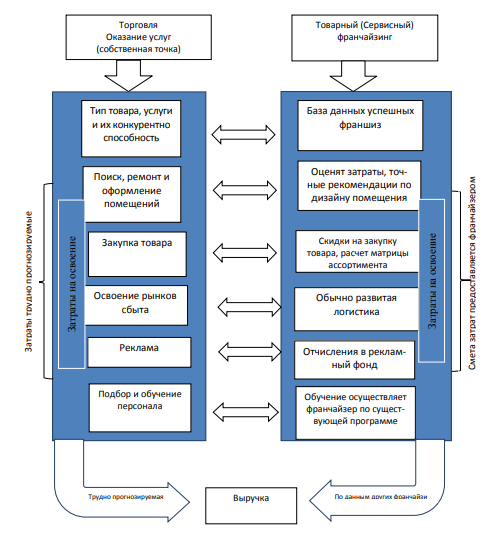 Торговля
Оказание услуг
(собственная точка)
Товарный (Сервисный)
франчайзинг
Тип товара, услуги
и их конкурентно
способность
База данных успешных
франшиз
Поиск, ремонт и
оформление
помещений
Оценят затраты, точ-
ные рекомендации по
дизайну помещения
Закупка товара
Скидки на закупку
товара, расчет матрицы
ассортимента
Освоение рынков
сбыта
Обычно развитая
логистика
Реклама
Отчисления в реклам-
ный фонд
Подбор и обучение
персонала
Обучение осуществляет
франчайзер по сущест-
вующей программе
Затраты трудно прогнозируемые
Затраты на освоение
Затраты на освоение
Смета затрат предоставляется франчайзером
Трудно прогнозируемая
Выручка
По данным других франчайзи